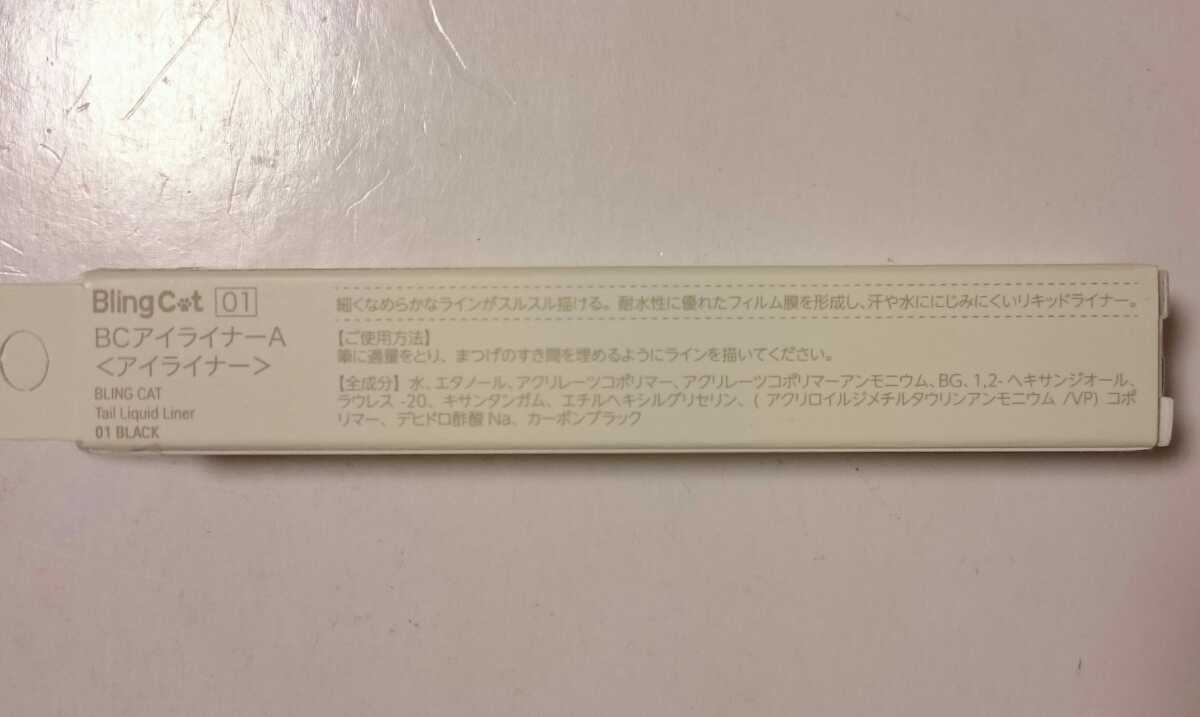 BlingCat 01
BCアイライナーA
<アイライナー>
BLING CAT
Tail Liquid Liner
01 BLACK
細くなめらかなラインがスルスル描ける。耐水性に優れたフィルム膜を形成し、汗や水ににじみにくいリキッドライナー。
【ご使用方法】
筆に適量をとり、まつげのすき間を埋めるようにラインを描いてください。
【全成分】水、エタノール、アクリレーツコポリマー、アクリレーツコポリマーアンモニウム、BG、1,2-ヘキサンジオール、
ラウレス-20、キサンタンガム、エチルヘキシルグリセリン、(アクリロイルジメチルタウリンアンモニウム/VP)コポ
リマー、デヒドロ酢酸Na、カーボンブラック